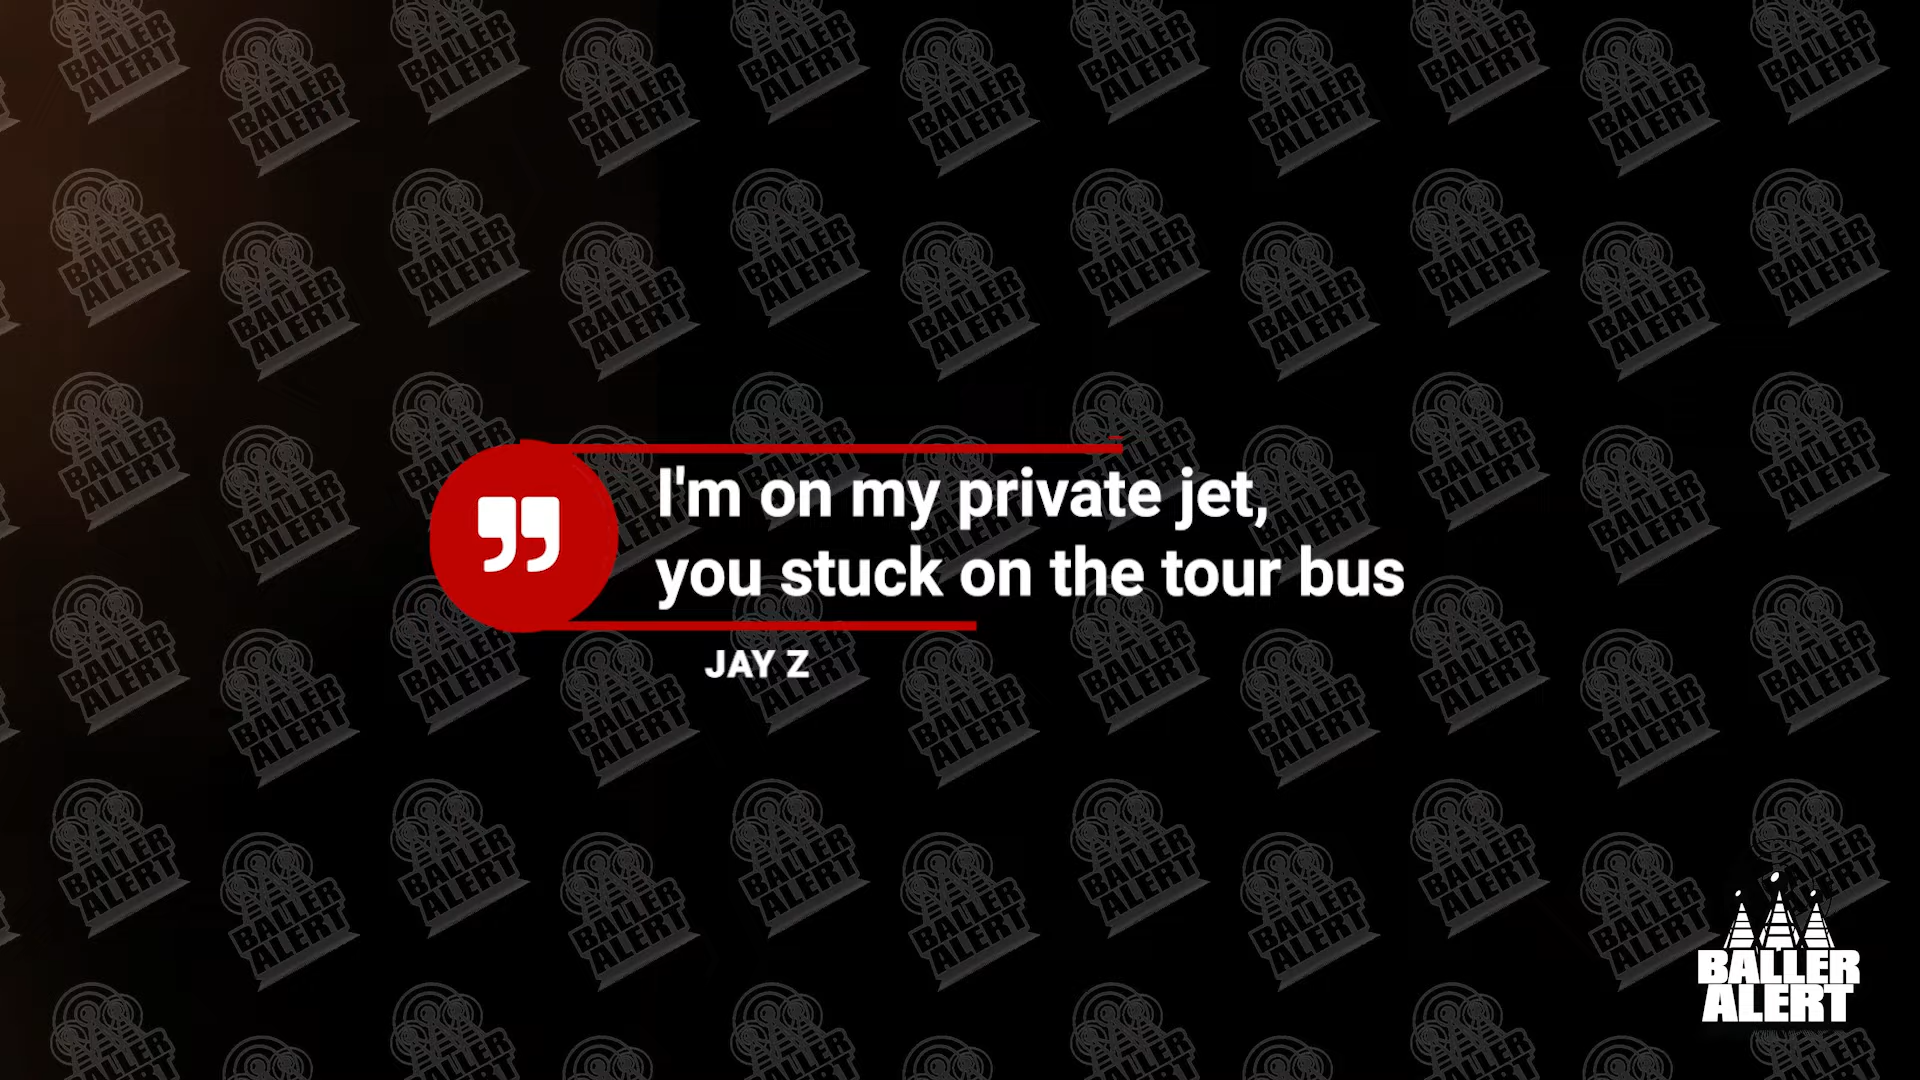 I'm on my private jet,
you stuck on the tour bus
JAY Z
BALLER
ALERT